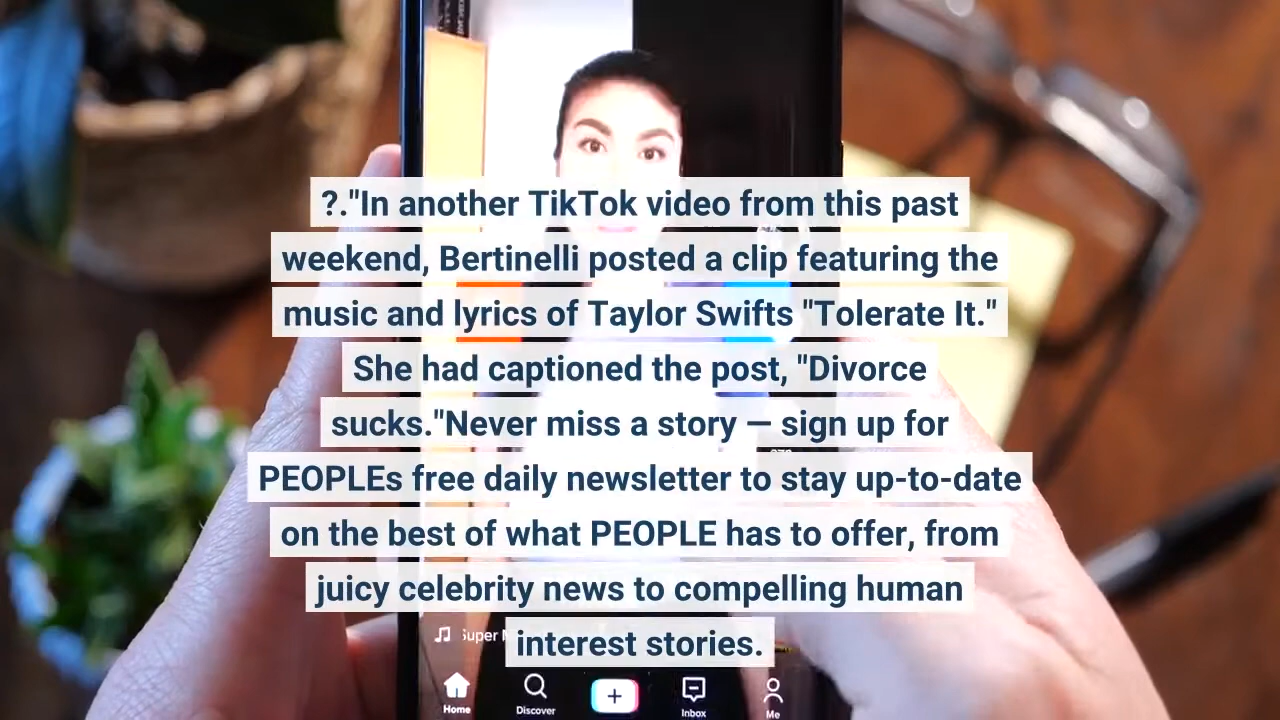 ?."In another TikTok video from this past
weekend, Bertinelli posted a clip featuring the
music and lyrics of Taylor Swifts "Tolerate It."
She had captioned the post, "Divorce
sucks."Never miss a story — sign up for
PEOPLEs free daily newsletter to stay up-to-date
on the best of what PEOPLE has to offer, from
juicy celebrity news to compelling human
interest stories.
Home
Discover
Inbox
Me